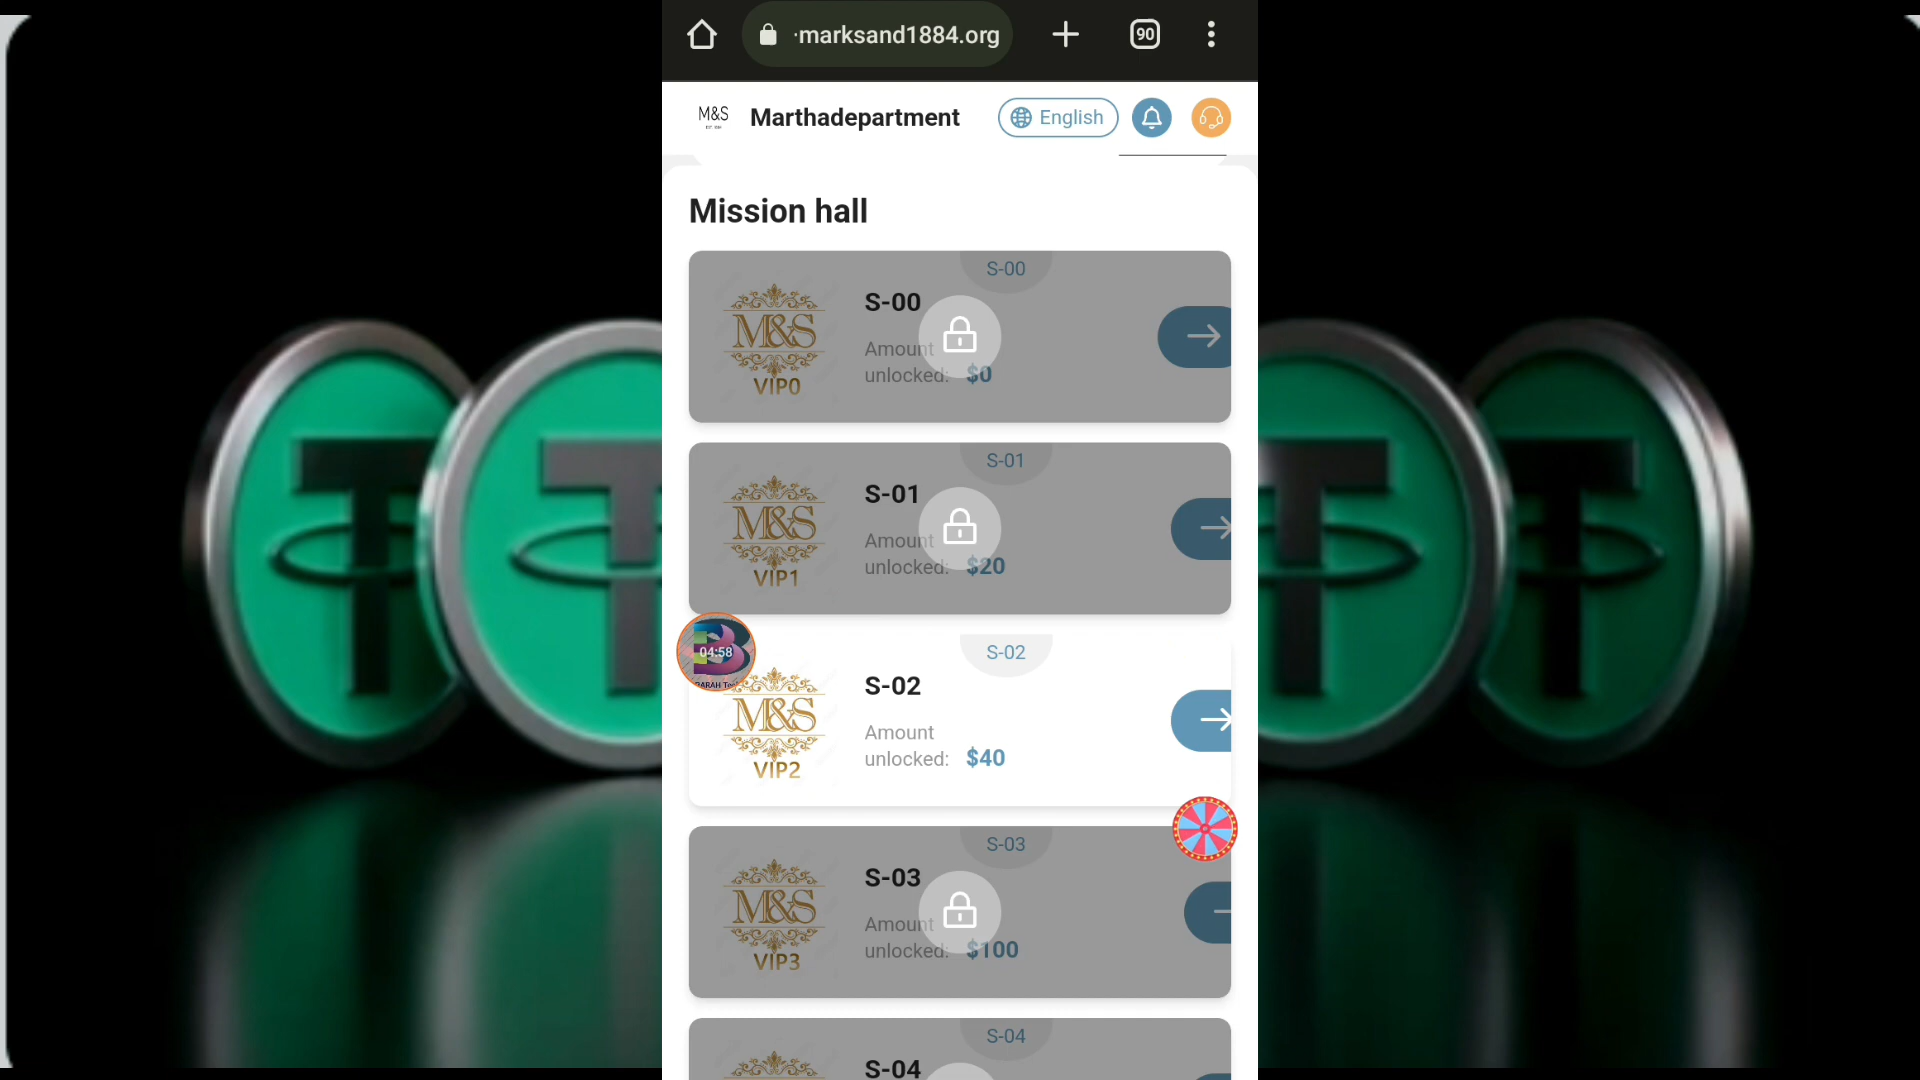 ·marksand1884.org
90
M&S
Marthadepartment
English
Mission hall
S-00
M&S
VIP0
S-00
Amount
unlocked: $0
S-01
M&S
VIP1
S-01
Amount
unlocked: $20
04:58
S-02
M&S
VIP2
S-02
Amount
unlocked: $40
S-03
M&S
VIP3
S-03
Amount
unlocked: $100
S-04
S-04